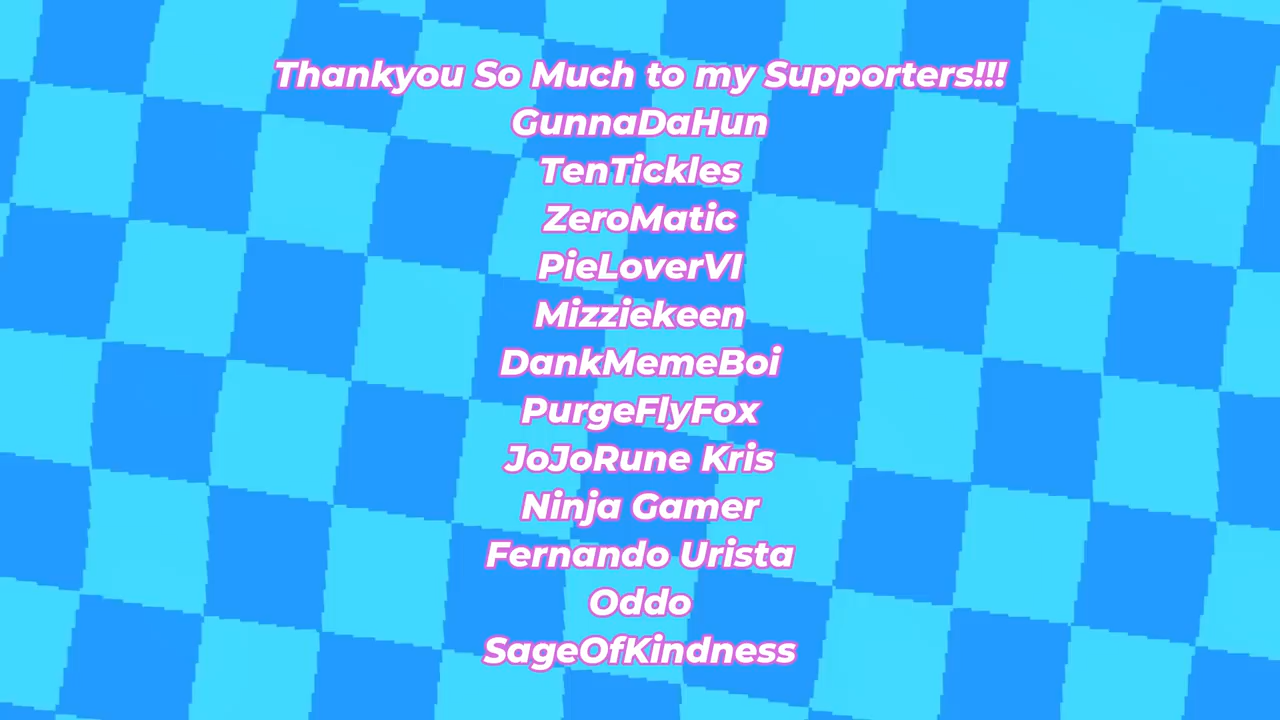 Thankyou So Much to my Supporters!!!
GunnaDaHun
TenTickles
ZeroMatic
PieLoverVI
Mizziekeen
DankMemeBoi
PurgeFlyFox
JoJoRune Kris
Ninja Gamer
Fernando Urista
Oddo
SageOfKindness